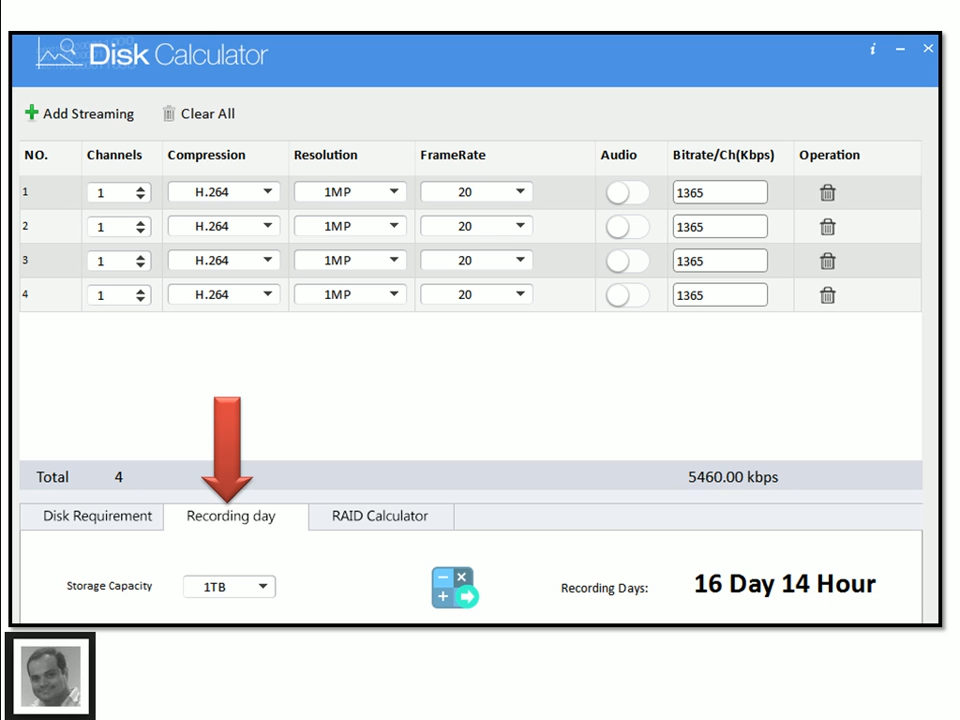 Disk Calculator
Add Streaming Clear All
NO. Channels Compression Resolution FrameRate Audio Bitrate/Ch(Kbps) Operation
1 1 H.264 1MP 20 1365
2 1 H.264 1MP 20 1365
3 1 H.264 1MP 20 1365
4 1 H.264 1MP 20 1365
Total 4 5460.00 kbps
Disk Requirement Recording day RAID Calculator
Storage Capacity 1TB Recording Days: 16 Day 14 Hour